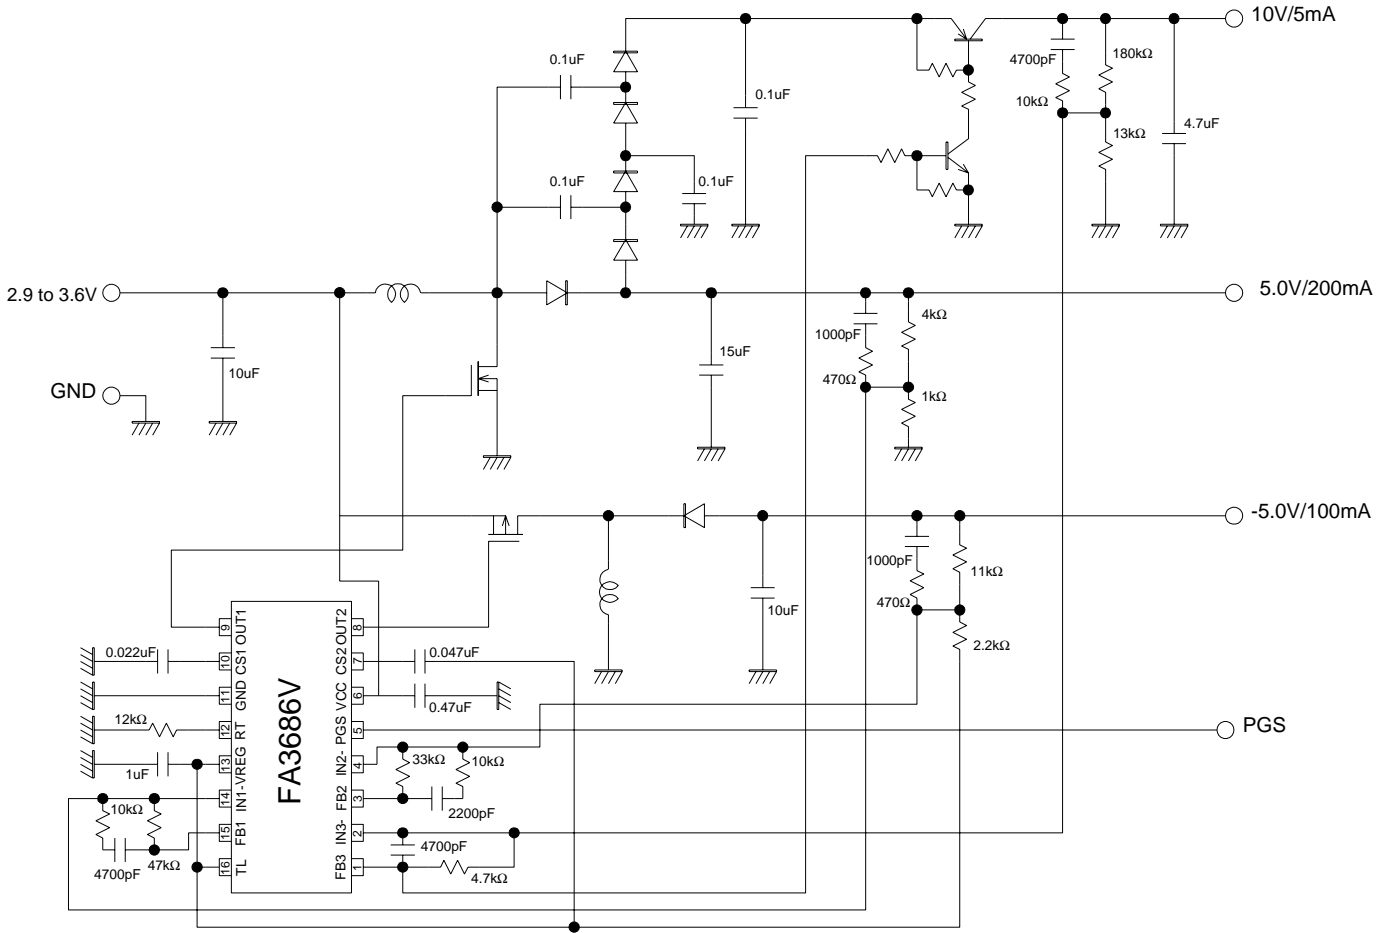 10V/5mA
0.1uF
4700pF
180kΩ
0.1uF
10kΩ
4.7uF
13kΩ
0.1uF
0.1uF
2.9 to 3.6V
5.0V/200mA
4kΩ
1000pF
15uF
10uF
470Ω
GND
1kΩ
-5.0V/100mA
1000pF
11kΩ
470Ω
10uF
2.2kΩ
9 OUT1
OUT2 8
0.022uF
10 CS1
CS2 7
0.047uF
11 GND
VCC 6
0.47uF
12kΩ
12 RT
PGS 5
PGS
FA3686V
1uF
13 VREG
IN2- 4
33kΩ
10kΩ
14 IN1-
FB2 3
2200pF
10kΩ
15 FB1
IN3- 2
4700pF
4700pF
47kΩ
16 TL
FB3 1
4.7kΩ